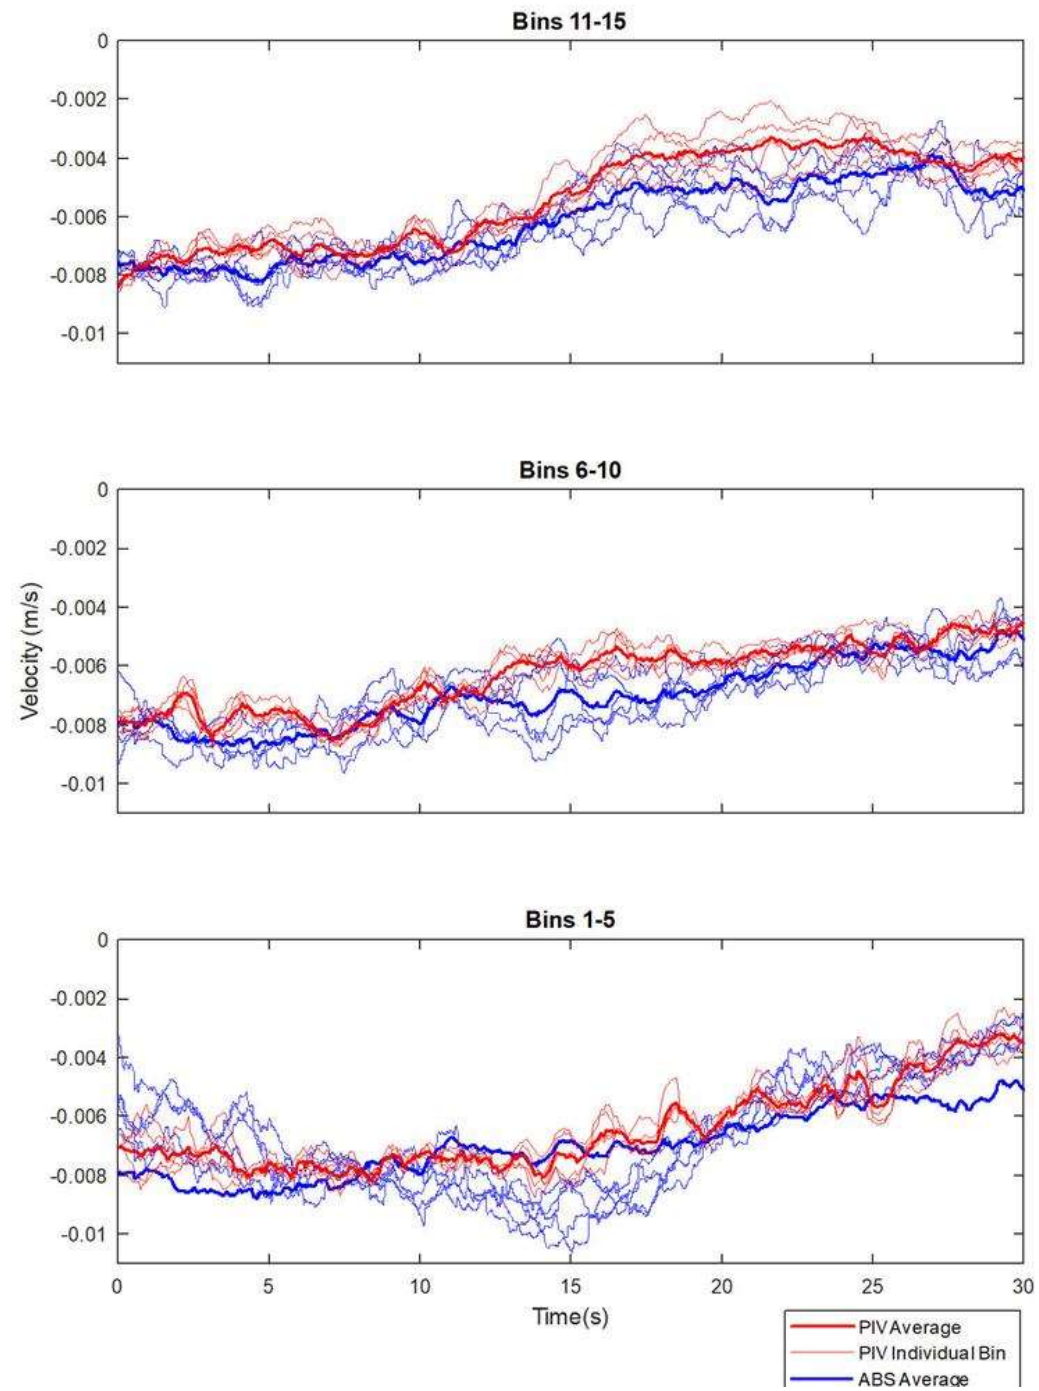 Bins 11-15
0
-0.002
-0.004
-0.006
-0.008
-0.01
Bins 6-10
0
-0.002
-0.004
-0.006
-0.008
-0.01
Velocity (m/s)
Bins 1-5
0
-0.002
-0.004
-0.006
-0.008
-0.01
0 5 10 15 20 25 30
Time(s)
PIV Average
PIV Individual Bin
ABS Average